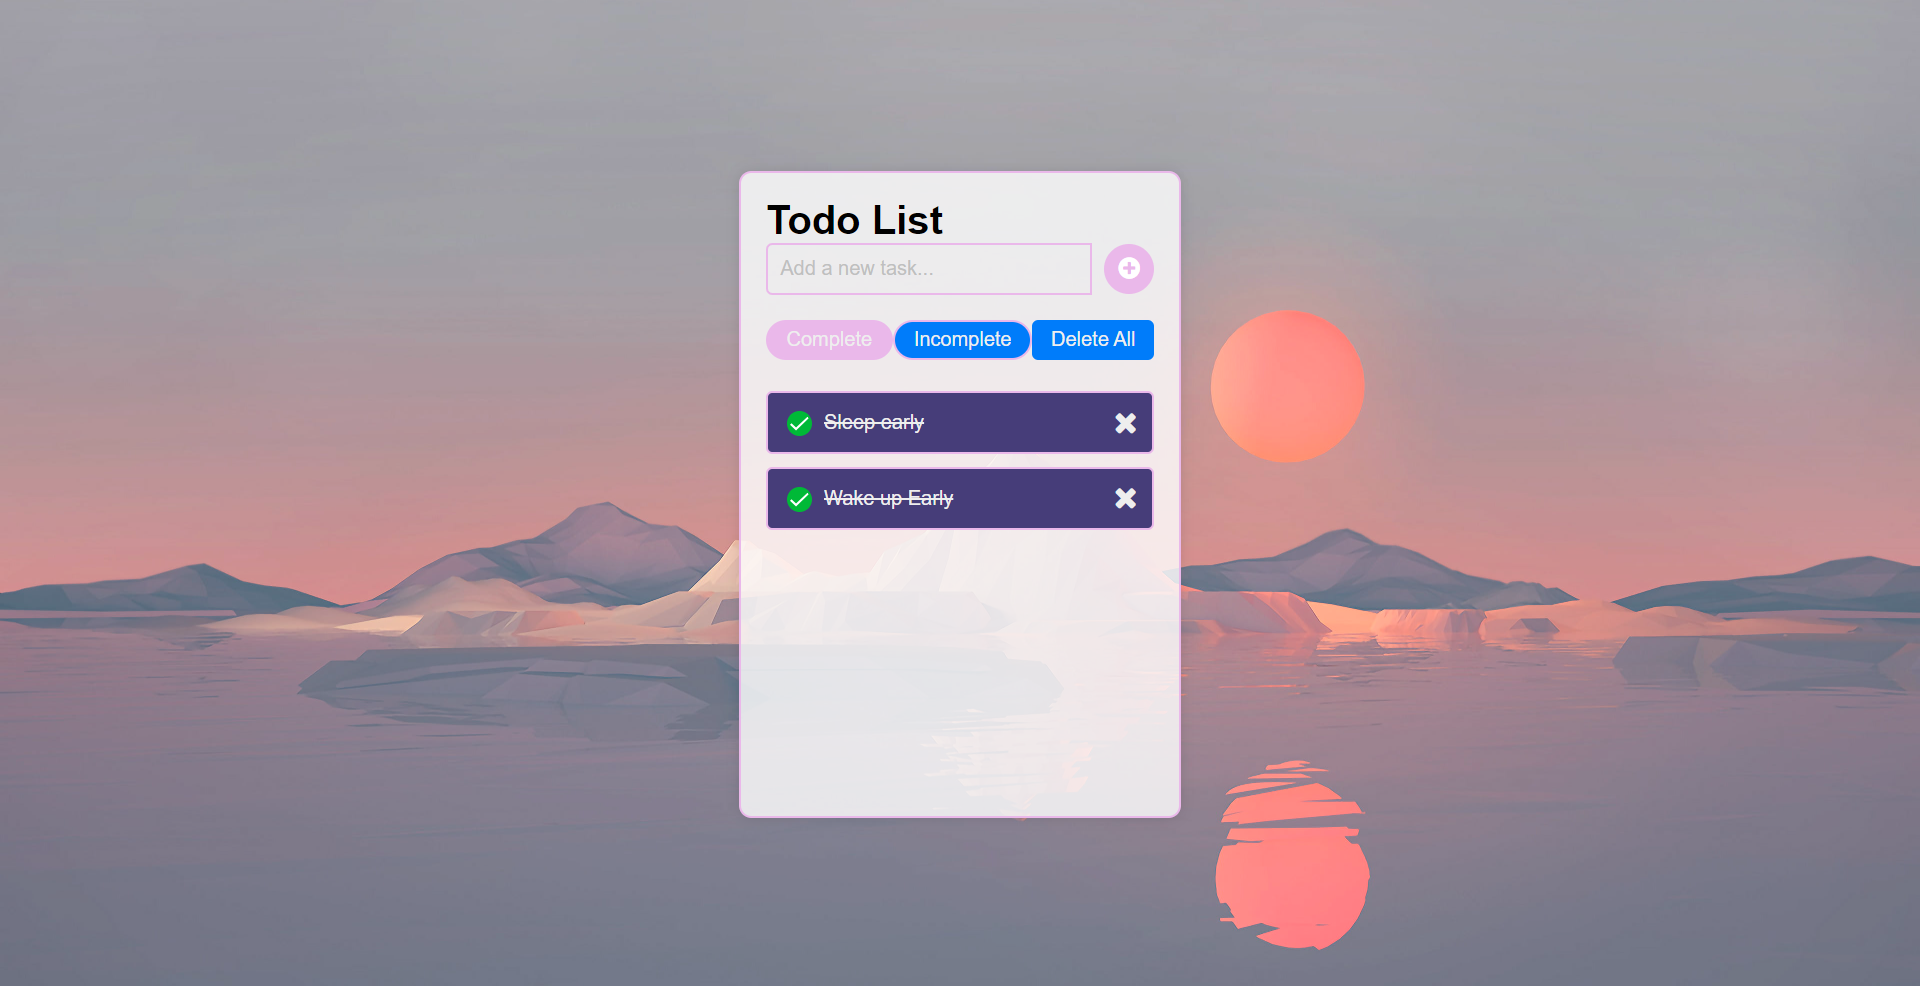 Todo List
Add a new task...
Complete Incomplete Delete All
Sleep early
Wake up Early